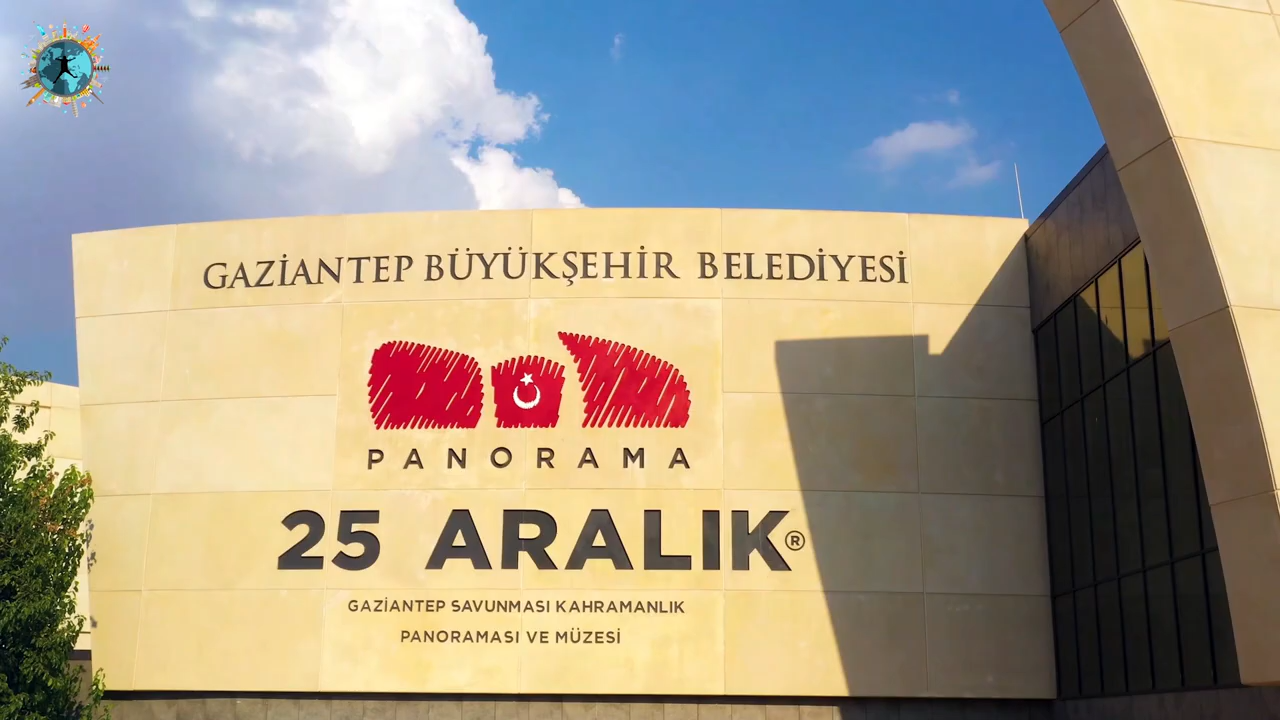 GAZİANTEP BÜYÜKŞEHİR BELEDİYESİ
PANORAMA
25 ARALIK®
GAZİANTEP SAVUNMASI KAHRAMANLIK
PANORAMASI VE MÜZESİ